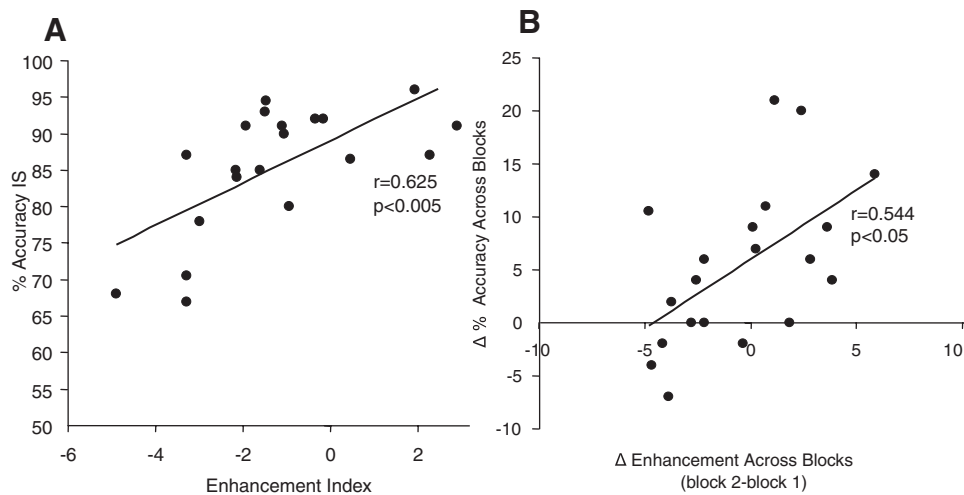 A
100
95
90
85
80
75
70
65
60
55
50
-6
-4
-2
0
2
% Accuracy IS
Enhancement Index
r=0.625
p<0.005
B
25
20
15
10
5
0
-5
-10
-10
-5
0
5
10
Δ % Accuracy Across Blocks
r=0.544
p<0.05
Δ Enhancement Across Blocks
(block 2-block 1)